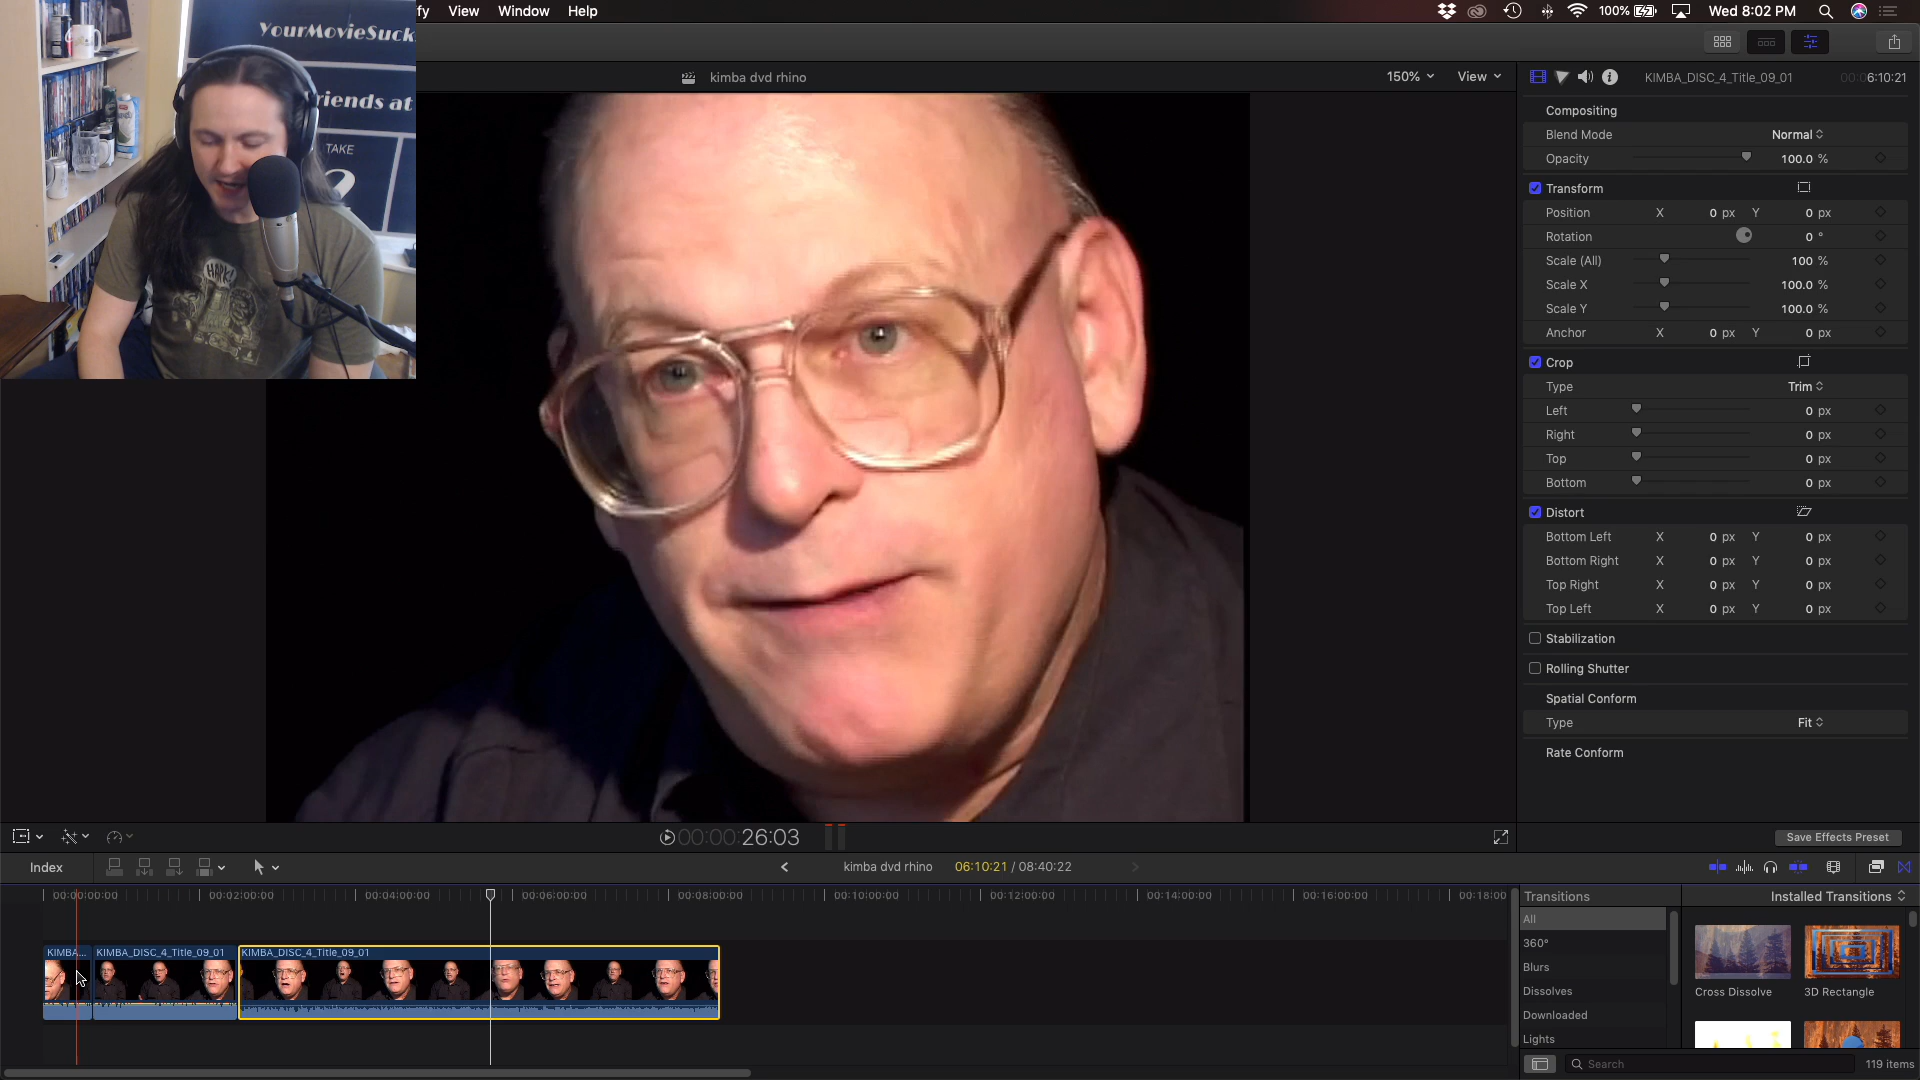 fy View Window Help
100% Wed 8:02 PM
YourMovieSuck
riends at
TAKE
HARK!
kimba dvd rhino
150% View
KIMBA_DISC_4_Title_09_01 00:06:10:21
Compositing
Blend Mode Normal
Opacity 100.0 %
Transform
Position X 0 px Y 0 px
Rotation 0 °
Scale (All) 100 %
Scale X 100.0 %
Scale Y 100.0 %
Anchor X 0 px Y 0 px
Crop
Type Trim
Left 0 px
Right 0 px
Top 0 px
Bottom 0 px
Distort
Bottom Left X 0 px Y 0 px
Bottom Right X 0 px Y 0 px
Top Right X 0 px Y 0 px
Top Left X 0 px Y 0 px
Stabilization
Rolling Shutter
Spatial Conform
Type Fit
Rate Conform
Save Effects Preset
00:00:26:03
Index
kimba dvd rhino 06:10:21 / 08:40:22
00:00:00:00 00:02:00:00 00:04:00:00 00:06:00:00 00:08:00:00 00:10:00:00 00:12:00:00 00:14:00:00 00:16:00:00 00:18:00
KIMBA... KIMBA_DISC_4_Title_09_01 KIMBA_DISC_4_Title_09_01
Transitions Installed Transitions
All
360°
Blurs
Dissolves
Downloaded
Lights
Cross Dissolve 3D Rectangle
Search 119 items